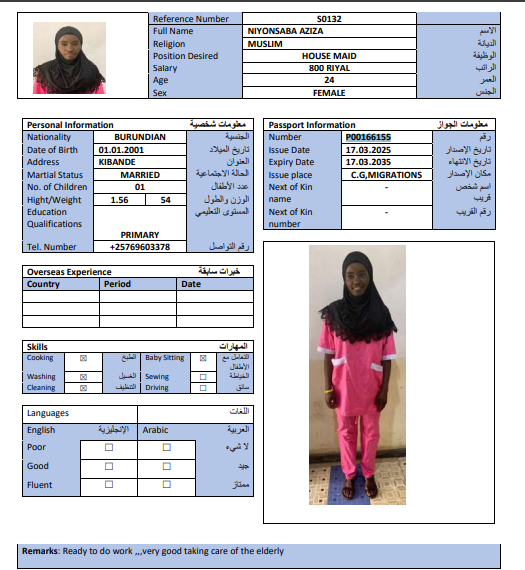 Reference Number S0132 الاسم
Full Name NIYONSABA AZIZA
Religion MUSLIM الديانة
Position Desired HOUSE MAID الوظيفة
Salary 800 RIYAL الراتب
Age 24 العمر
Sex FEMALE الجنس
Personal Information معلومات شخصية
Nationality BURUNDIAN الجنسية
Date of Birth 01.01.2001 تاريخ الميلاد
Address KIBANDE العنوان
Martial Status MARRIED الحالة الاجتماعية
No. of Children 01 عدد الأطفال
Hight/Weight 1.56 54 الوزن والطول
Education المستوى التعليمي
Qualifications
PRIMARY
Tel. Number +25769603378 رقم التواصل
Passport Information معلومات الجواز
Number P00166155 رقم
Issue Date 17.03.2025 تاريخ الإصدار
Expiry Date 17.03.2035 تاريخ الانتهاء
Issue place C.G,MIGRATIONS مكان الإصدار
Next of Kin - اسم شخص
name قريب
Next of Kin - رقم القريب
number
Overseas Experience خبرات سابقة
Country Period Date
Skills المهارات
Cooking ☒ الطبخ Baby Sitting ☒ التعامل مع
الأطفال
Washing ☒ الغسيل Sewing ☐ الخياطة
Cleaning ☒ التنظيف Driving ☐ سائق
Languages اللغات
English الإنجليزية Arabic العربية
Poor ☐ ☐ لا شيء
Good ☐ ☐ جيد
Fluent ☐ ☐ ممتاز
Remarks: Ready to do work ,,,very good taking care of the elderly